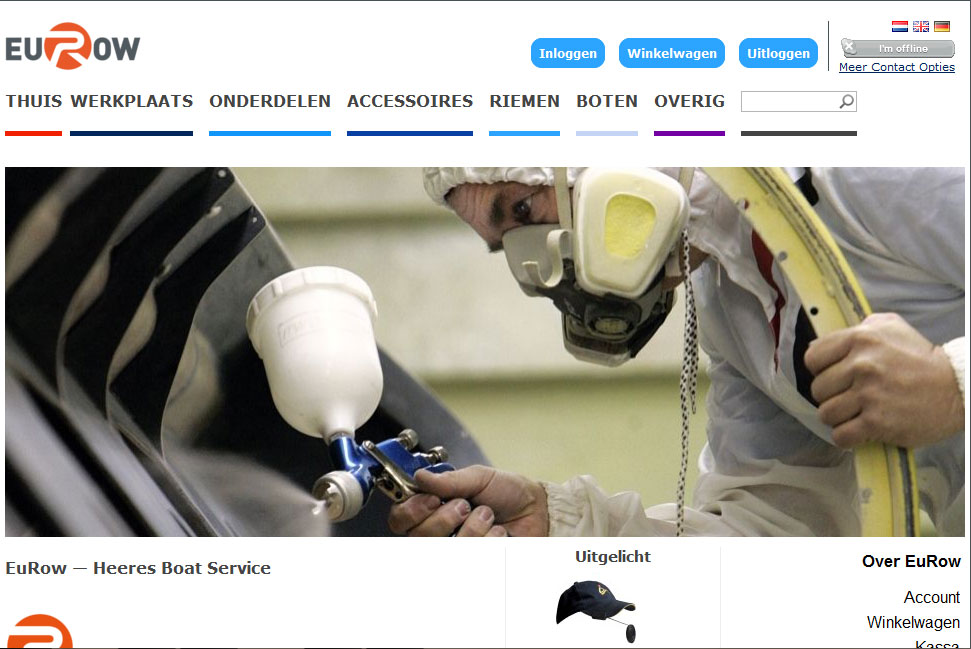 EUROW
Inloggen
Winkelwagen
Uitloggen
I'm offline
Meer Contact Opties
THUIS WERKPLAATS ONDERDELEN ACCESSOIRES RIEMEN BOTEN OVERIG
EuRow — Heeres Boat Service
Uitgelicht
Over EuRow
Account
Winkelwagen
Kassa